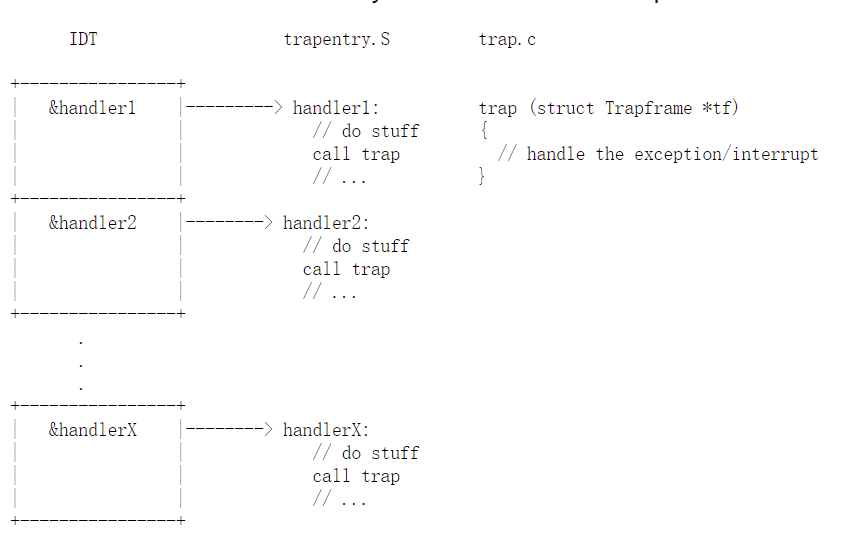 IDT trapentry.S trap.c
+----------------+
| &handler1 |---------> handler1: trap (struct Trapframe *tf)
| | // do stuff {
| | call trap // handle the exception/interrupt
| | // ... }
+----------------+
| &handler2 |--------> handler2:
| | // do stuff
| | call trap
| | // ...
+----------------+
.
.
.
+----------------+
| &handlerX |--------> handlerX:
| | // do stuff
| | call trap
| | // ...
+----------------+